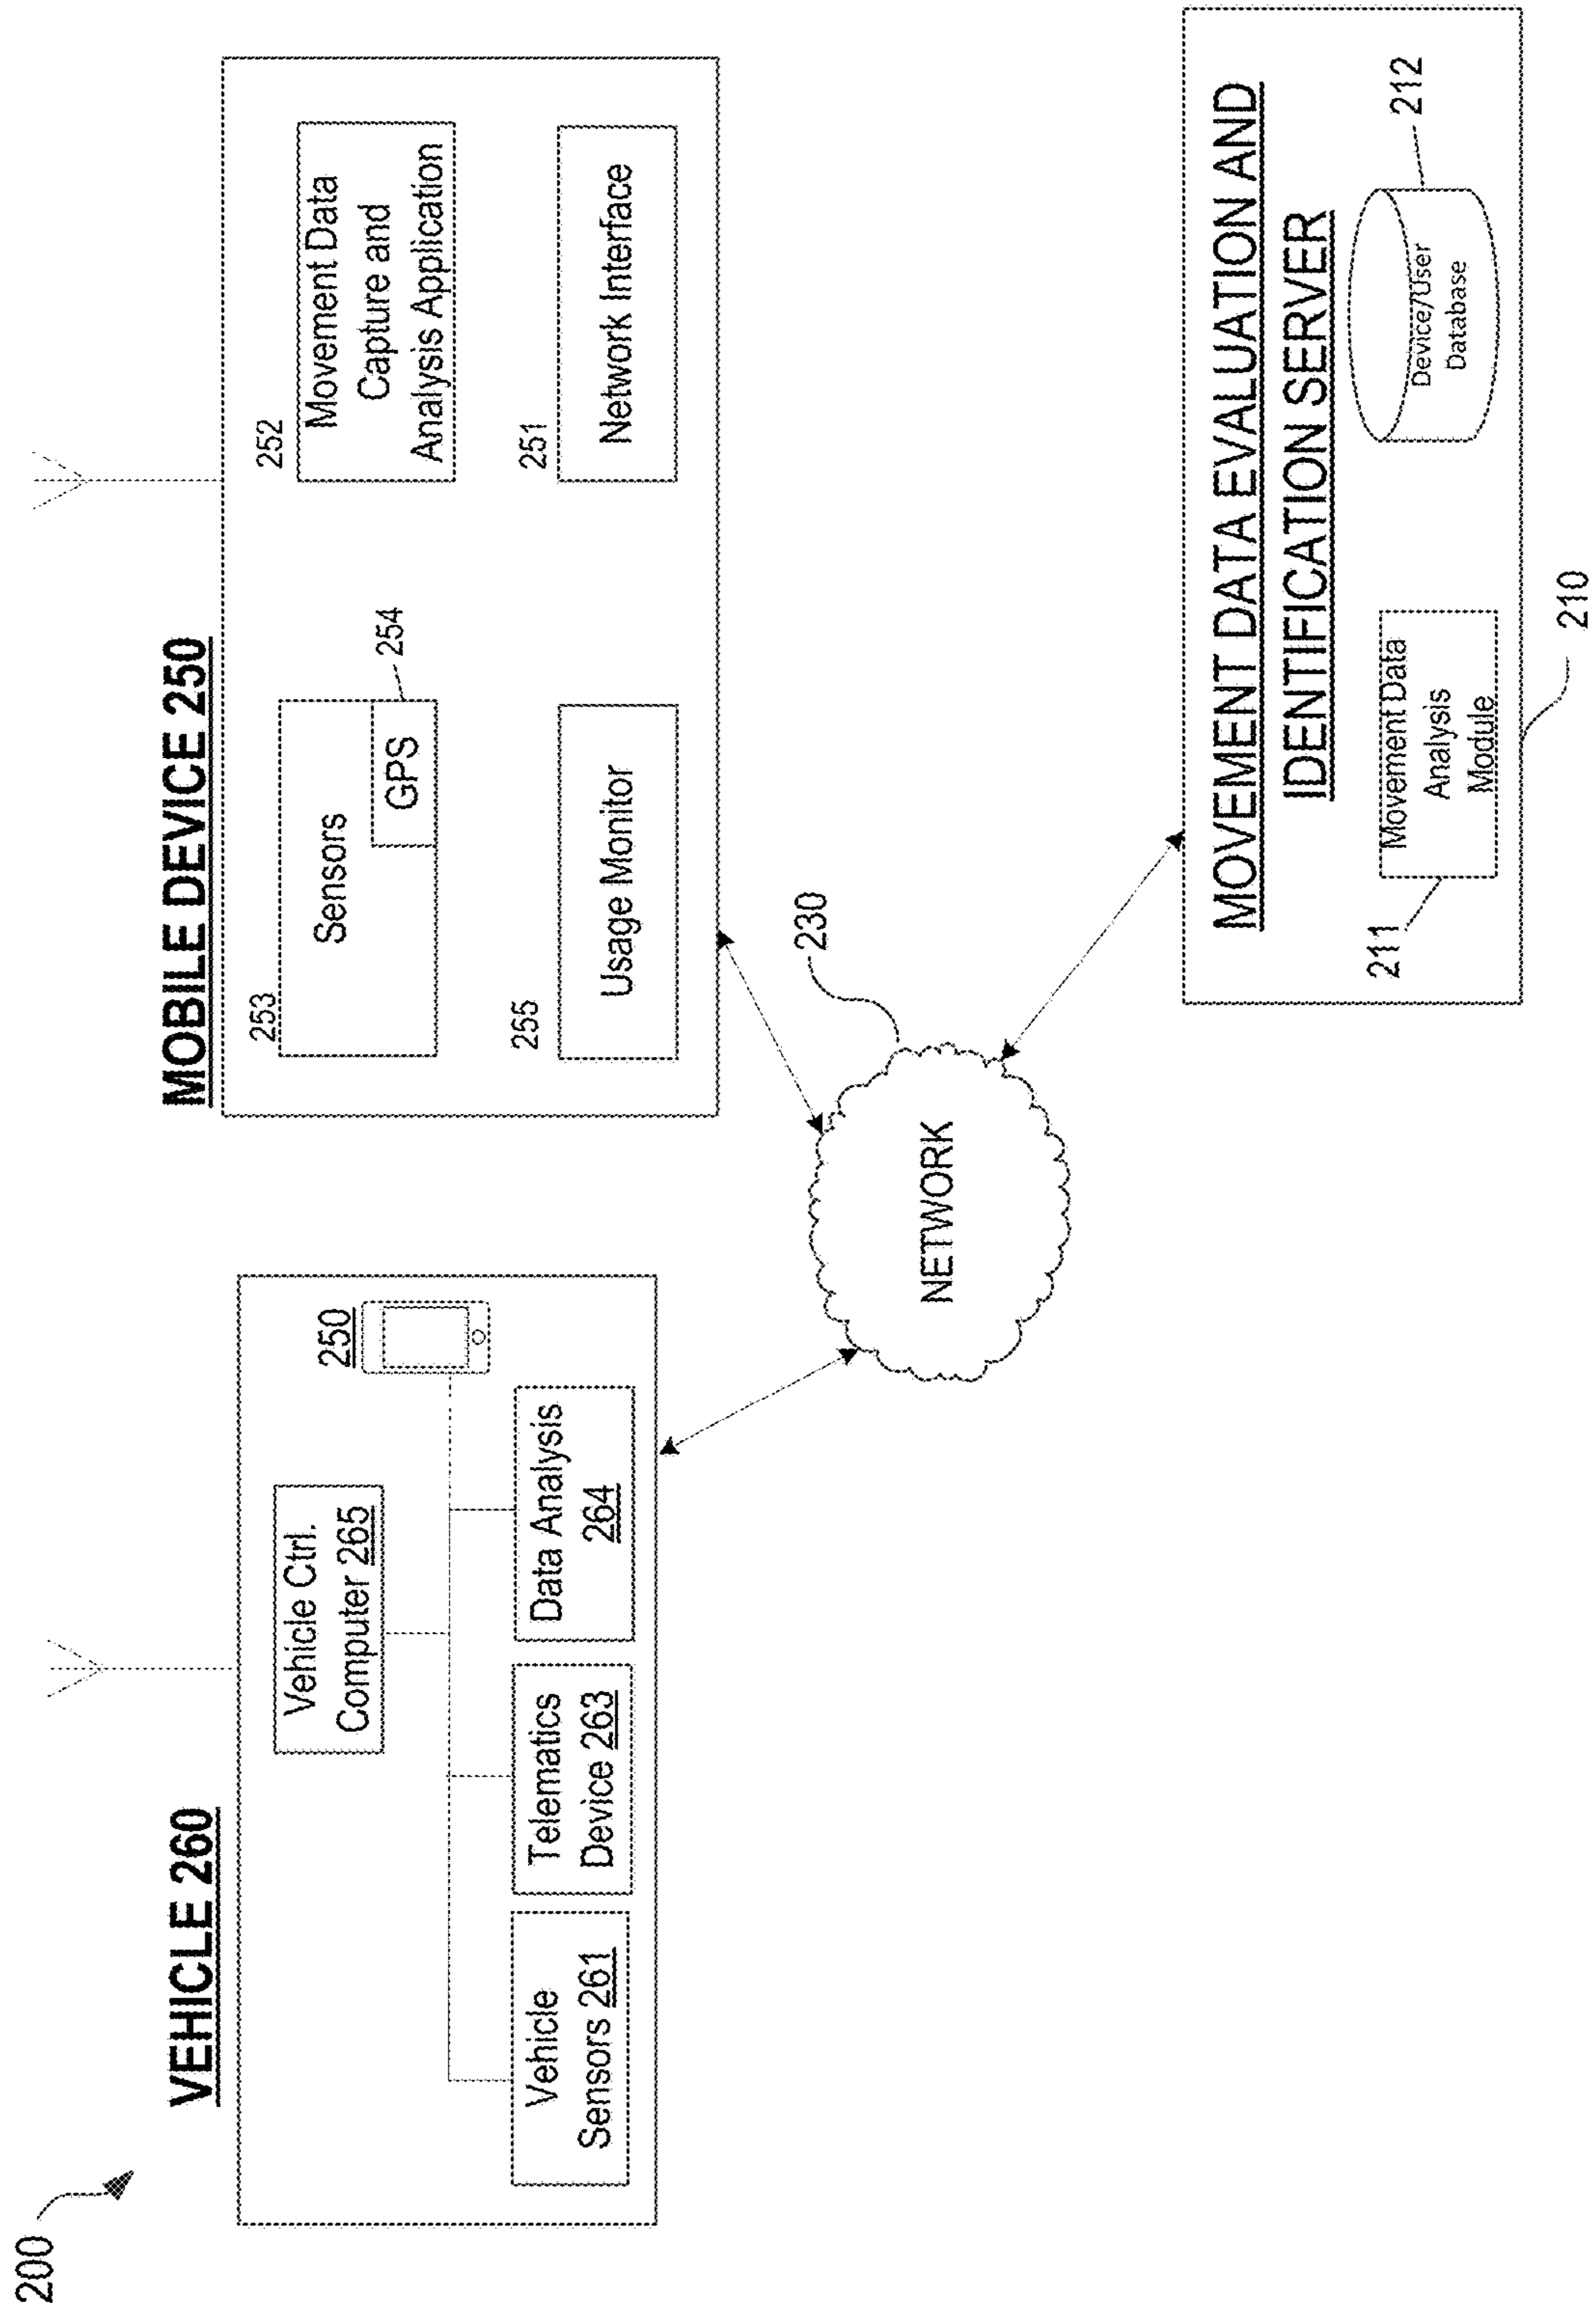 200
VEHICLE 260
Vehicle Ctrl.
Computer 265
250
Vehicle
Sensors 261
Telematics
Device 263
Data Analysis
264
MOBILE DEVICE 250
253
Sensors
GPS
254
252
Movement Data
Capture and
Analysis Application
255
Usage Monitor
251
Network Interface
230
NETWORK
MOVEMENT DATA EVALUATION AND
IDENTIFICATION SERVER
211
Movement Data
Analysis
Module
Device/User
Database
212
210